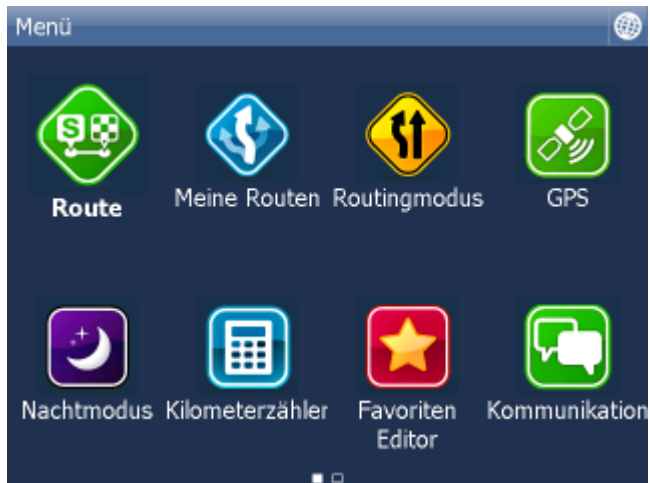 Menü
S
Route
Meine Routen
Routingmodus
GPS
Nachtmodus
Kilometerzähler
Favoriten
Editor
Kommunikation